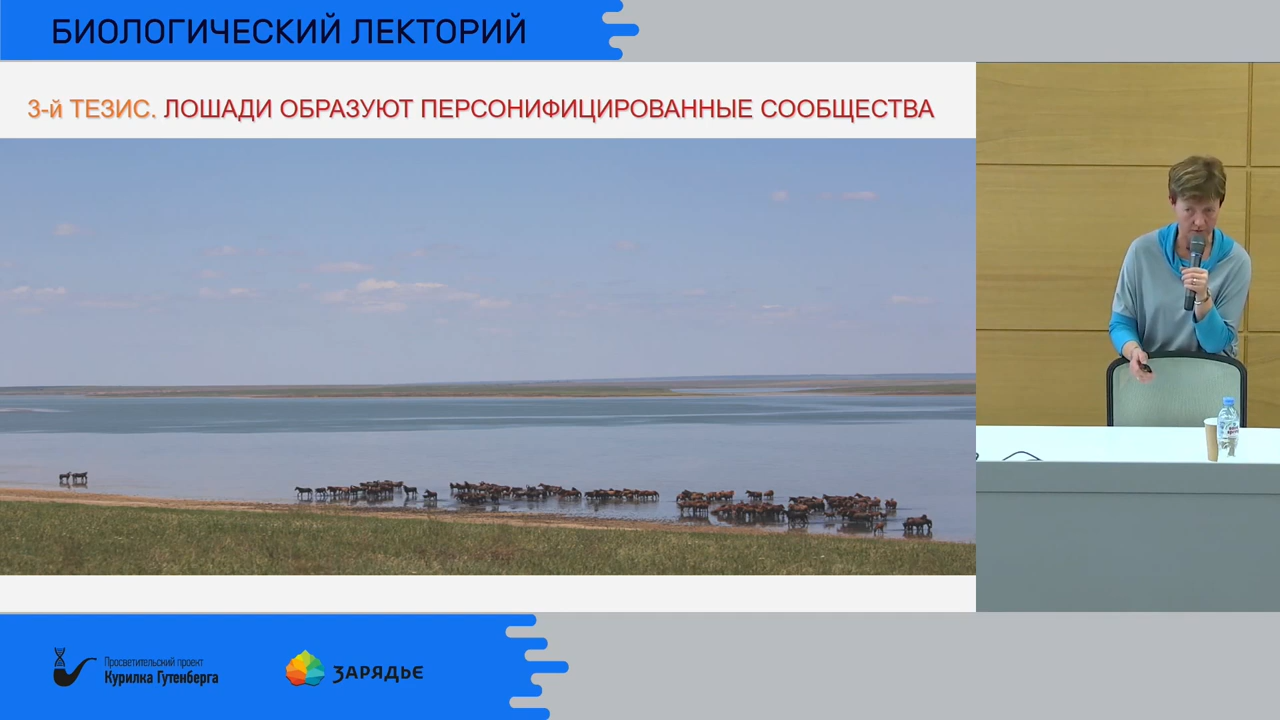 БИОЛОГИЧЕСКИЙ ЛЕКТОРИЙ
3-й ТЕЗИС. ЛОШАДИ ОБРАЗУЮТ ПЕРСОНИФИЦИРОВАННЫЕ СООБЩЕСТВА
Просветительский проект
Курилка Гутенберга
ЗАРЯДЬЕ